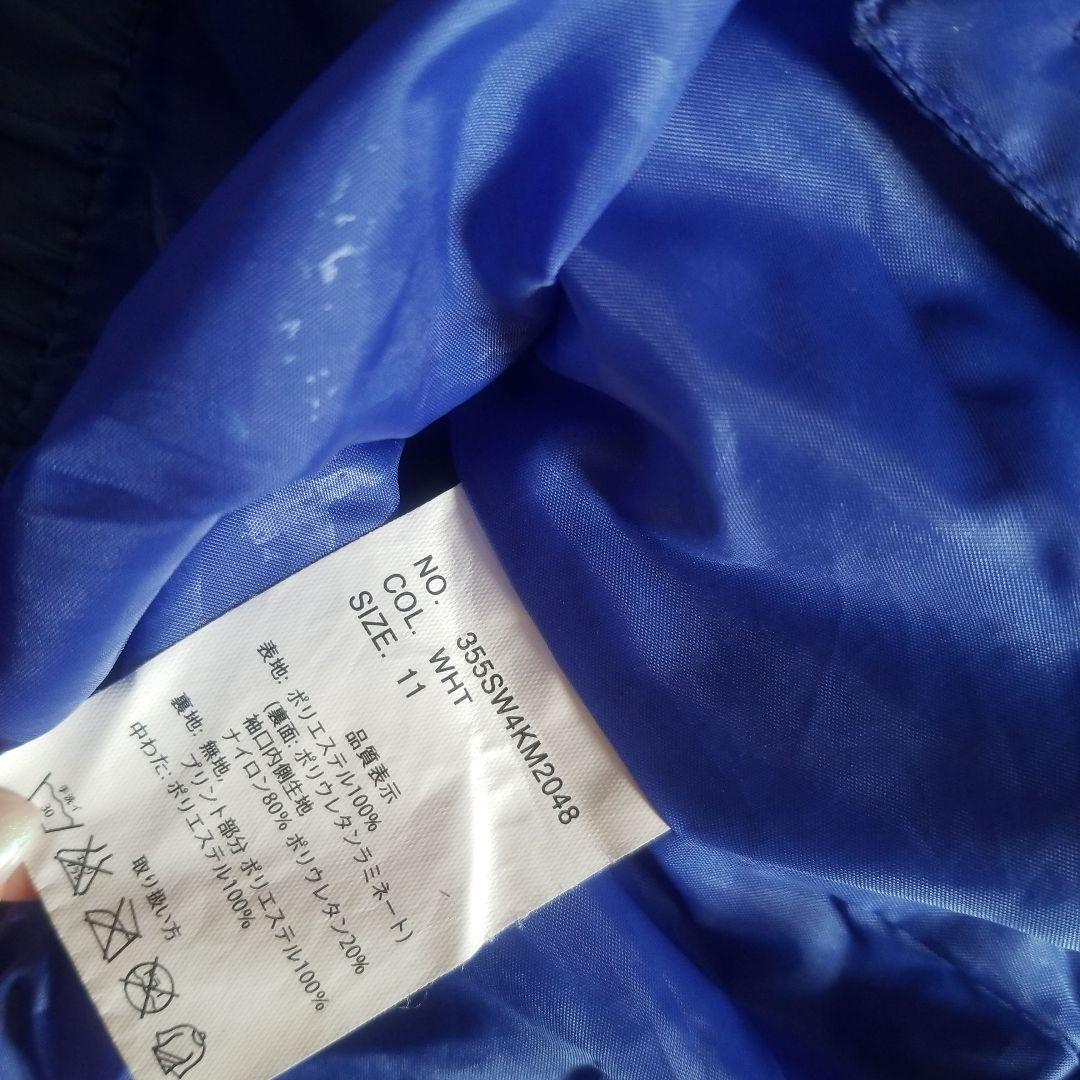 NO. 355SW4KM2048
COL. WHT
SIZE. 11
品質表示
表地: ポリエステル100%
(裏面: ポリウレタンラミネート)
袖口内側生地
ナイロン80% ポリウレタン20%
裏地: 無地,
プリント部分 ポリエステル100%
中わた: ポリエステル100%
取り扱い方
手洗イ
30